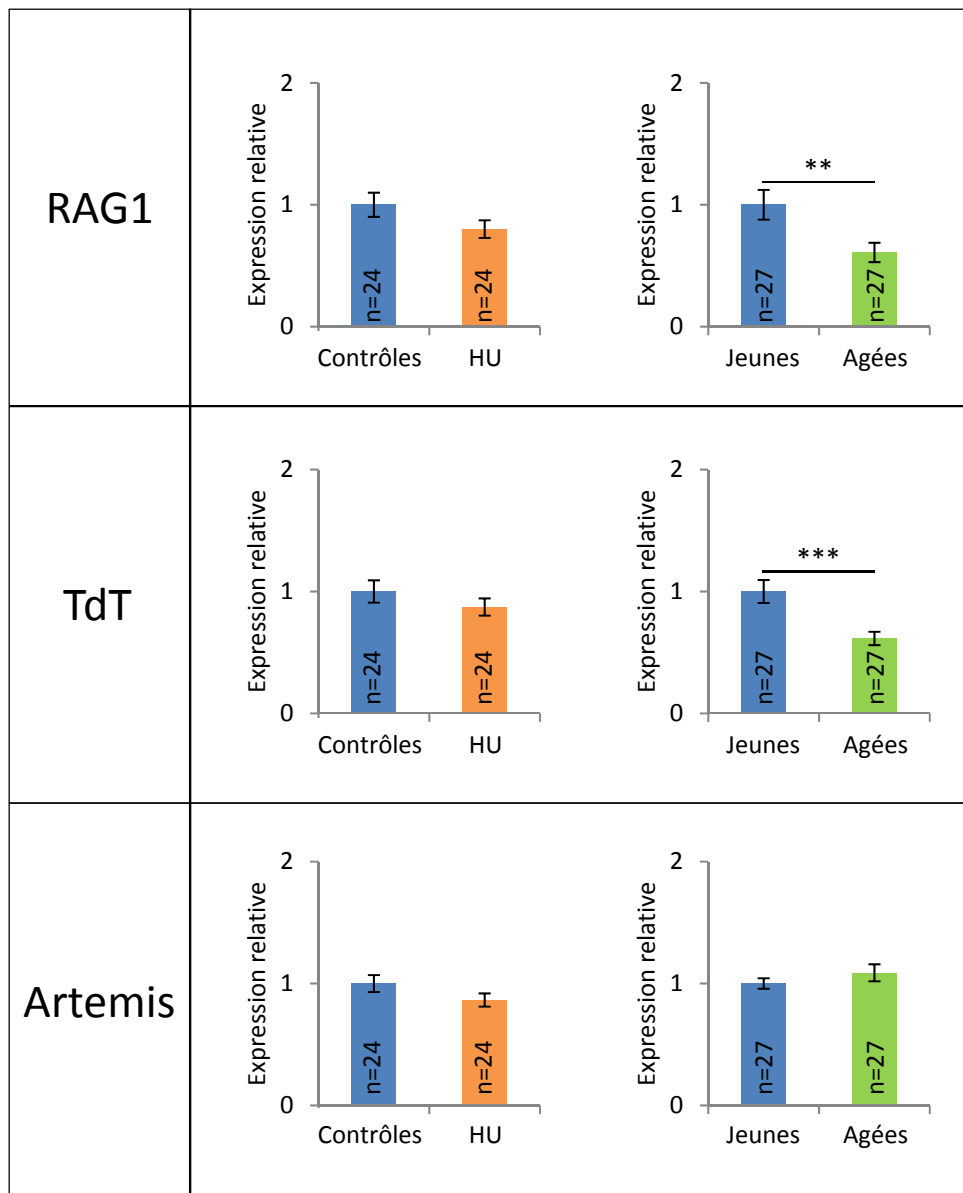 RAG1
Expression relative
2
1
0
n=24
n=24
Contrôles
HU
Expression relative
2
1
0
**
n=27
n=27
Jeunes
Agées
TdT
Expression relative
2
1
0
n=24
n=24
Contrôles
HU
Expression relative
2
1
0
***
n=27
n=27
Jeunes
Agées
Artemis
Expression relative
2
1
0
n=24
n=24
Contrôles
HU
Expression relative
2
1
0
n=27
n=27
Jeunes
Agées